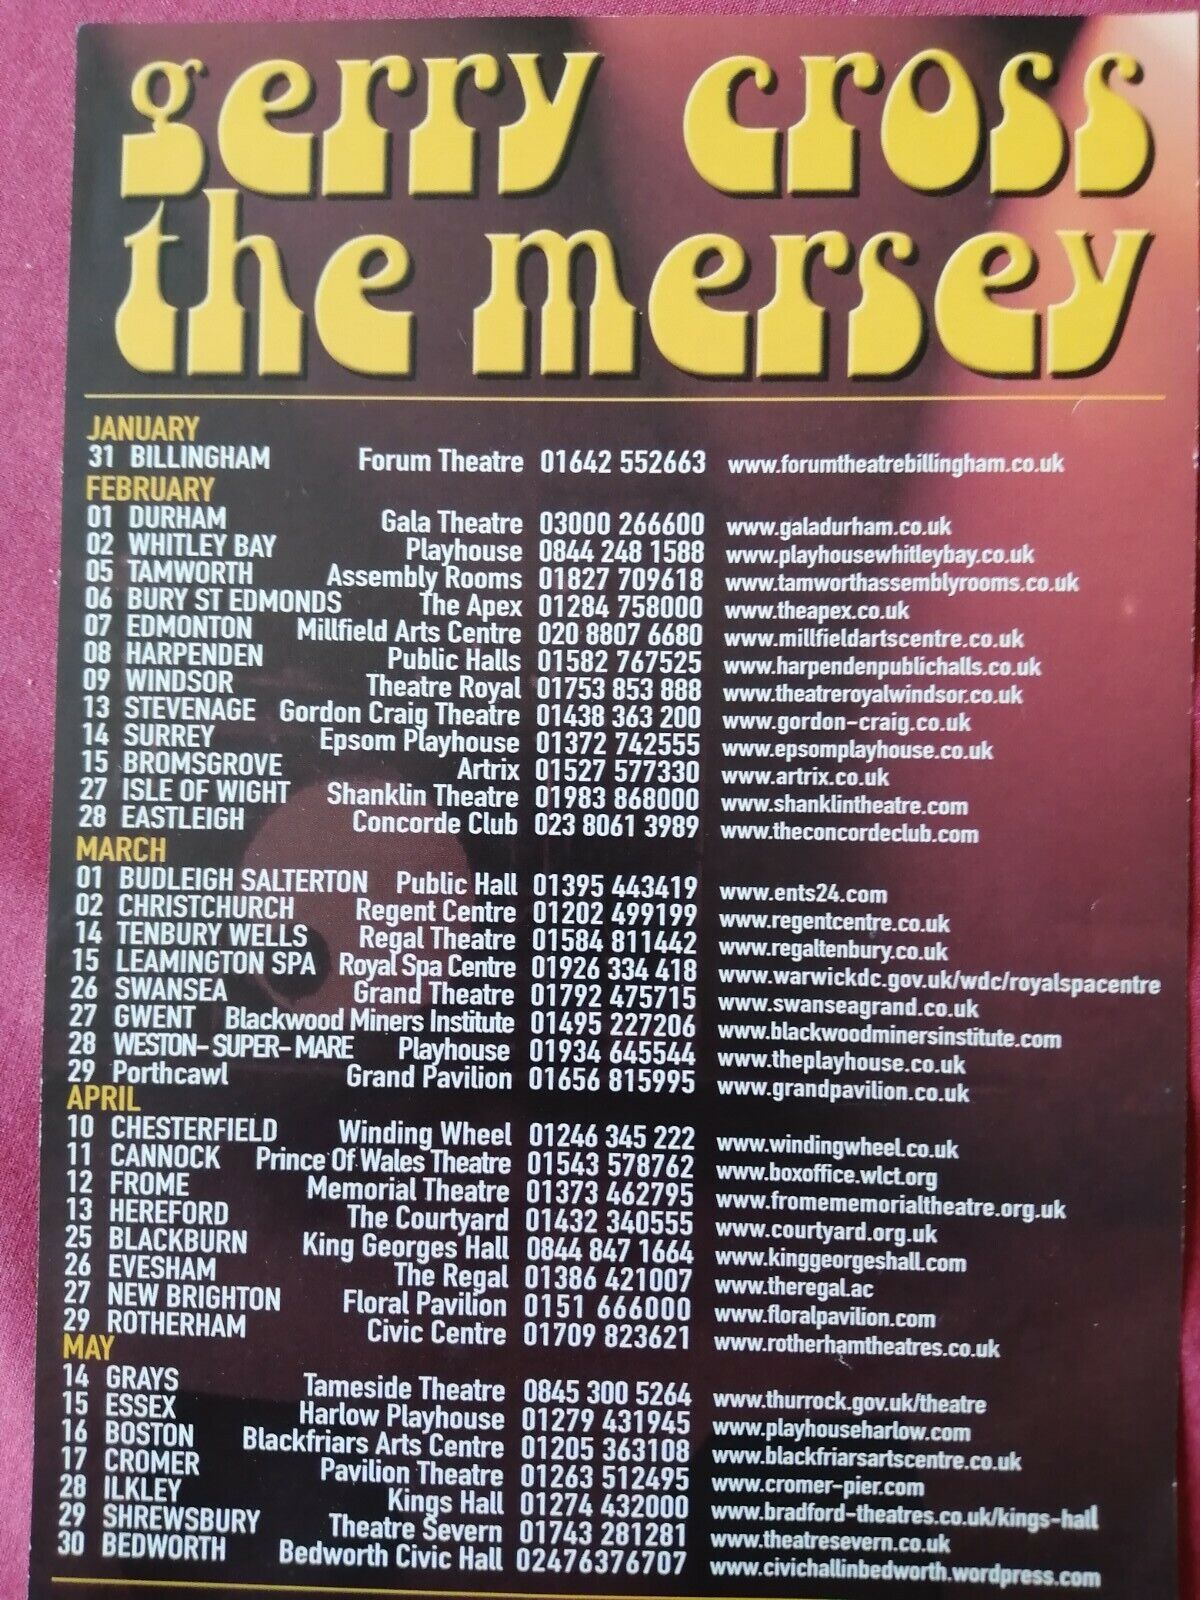 gerry cross
the mersey
JANUARY
31 BILLINGHAM Forum Theatre 01642 552663 www.forumtheatrebillingham.co.uk
FEBRUARY
01 DURHAM Gala Theatre 03000 266600 www.galadurham.co.uk
02 WHITLEY BAY Playhouse 0844 248 1588 www.playhousewhitleybay.co.uk
05 TAMWORTH Assembly Rooms 01827 709618 www.tamworthassemblyrooms.co.uk
06 BURY ST EDMONDS The Apex 01284 758000 www.theapex.co.uk
07 EDMONTON Millfield Arts Centre 020 8807 6680 www.millfieldartscentre.co.uk
08 HARPENDEN Public Halls 01582 767525 www.harpendenpublichalls.co.uk
09 WINDSOR Theatre Royal 01753 853 888 www.theatreroyalwindsor.co.uk
13 STEVENAGE Gordon Craig Theatre 01438 363 200 www.gordon-craig.co.uk
14 SURREY Epsom Playhouse 01372 742555 www.epsomplayhouse.co.uk
15 BROMSGROVE Artrix 01527 577330 www.artrix.co.uk
27 ISLE OF WIGHT Shanklin Theatre 01983 868000 www.shanklintheatre.com
28 EASTLEIGH Concorde Club 023 8061 3989 www.theconcordeclub.com
MARCH
01 BUDLEIGH SALTERTON Public Hall 01395 443419 www.ents24.com
02 CHRISTCHURCH Regent Centre 01202 499199 www.regentcentre.co.uk
14 TENBURY WELLS Regal Theatre 01584 811442 www.regaltenbury.co.uk
15 LEAMINGTON SPA Royal Spa Centre 01926 334 418 www.warwickdc.gov.uk/wdc/royalspacentre
26 SWANSEA Grand Theatre 01792 475715 www.swanseagrand.co.uk
27 GWENT Blackwood Miners Institute 01495 227206 www.blackwoodminersinstitute.com
28 WESTON-SUPER-MARE Playhouse 01934 645544 www.theplayhouse.co.uk
29 Porthcawl Grand Pavilion 01656 815995 www.grandpavilion.co.uk
APRIL
10 CHESTERFIELD Winding Wheel 01246 345 222 www.windingwheel.co.uk
11 CANNOCK Prince Of Wales Theatre 01543 578762 www.boxoffice.wlct.org
12 FROME Memorial Theatre 01373 462795 www.fromememorialtheatre.org.uk
13 HEREFORD The Courtyard 01432 340555 www.courtyard.org.uk
25 BLACKBURN King Georges Hall 0844 847 1664 www.kinggeorgeshall.com
26 EVESHAM The Regal 01386 421007 www.theregal.ac
27 NEW BRIGHTON Floral Pavilion 0151 666000 www.floralpavilion.com
29 ROTHERHAM Civic Centre 01709 823621 www.rotherhamtheatres.co.uk
MAY
14 GRAYS Tameside Theatre 0845 300 5264 www.thurrock.gov.uk/theatre
15 ESSEX Harlow Playhouse 01279 431945 www.playhouseharlow.com
16 BOSTON Blackfriars Arts Centre 01205 363108 www.blackfriarsartscentre.co.uk
17 CROMER Pavilion Theatre 01263 512495 www.cromer-pier.com
28 ILKLEY Kings Hall 01274 432000 www.bradford-theatres.co.uk/kings-hall
29 SHREWSBURY Theatre Severn 01743 281281 www.theatresevern.co.uk
30 BEDWORTH Bedworth Civic Hall 02476376707 www.civichallinbedworth.wordpress.com